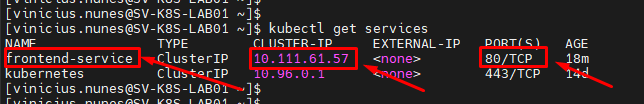 [vinicius.nunes@SV-K8S-LAB01 ~]$
[vinicius.nunes@SV-K8S-LAB01 ~]$ kubectl get services
NAME TYPE CLUSTER-IP EXTERNAL-IP PORT(S) AGE
frontend-service ClusterIP 10.111.61.57 <none> 80/TCP 18m
kubernetes ClusterIP 10.96.0.1 <none> 443/TCP 14d
[vinicius.nunes@SV-K8S-LAB01 ~]$
[vinicius.nunes@SV-K8S-LAB01 ~]$